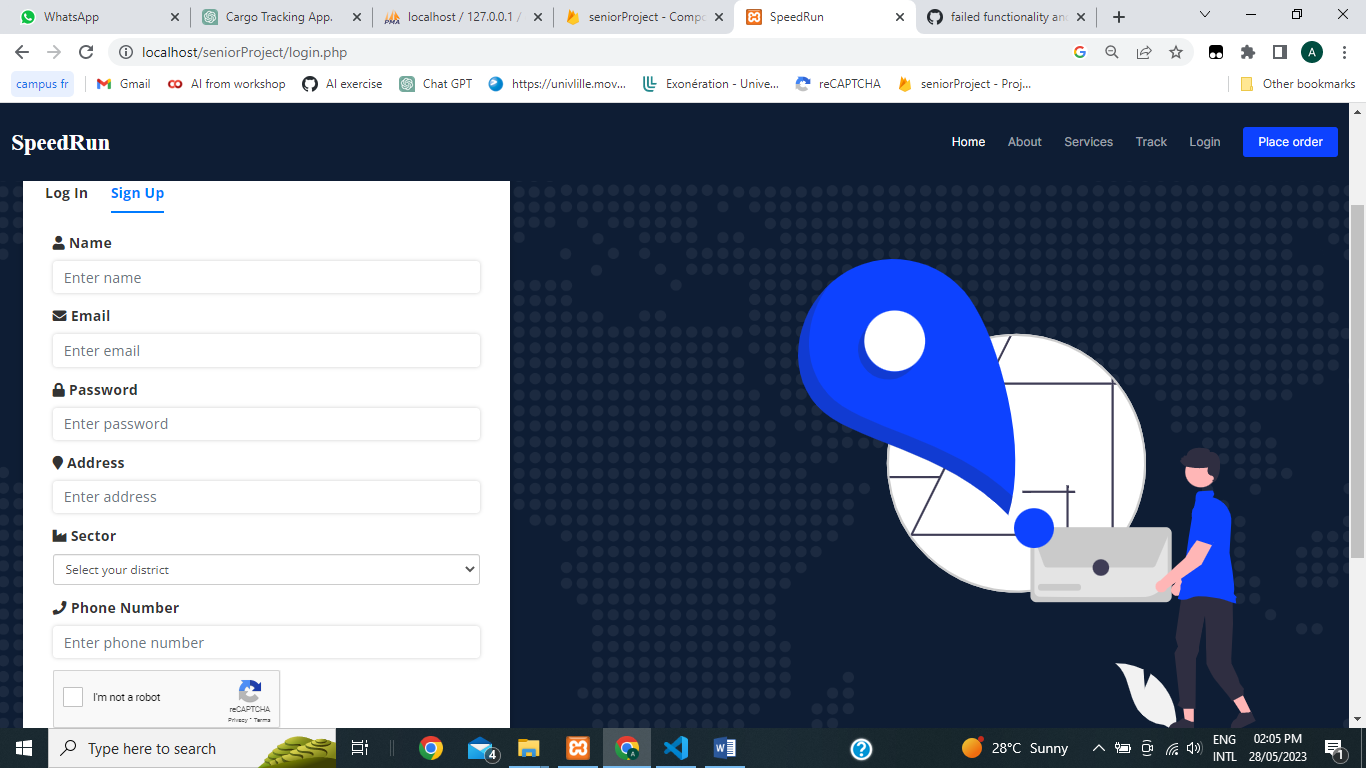 WhatsApp
Cargo Tracking App.
localhost / 127.0.0.1 /
seniorProject - Compo
SpeedRun
failed functionality an
localhost/seniorProject/login.php
A
campus fr
Gmail
AI from workshop
AI exercise
Chat GPT
https://univlille.mov...
Exonération - Unive...
reCAPTCHA
seniorProject - Proj...
Other bookmarks
SpeedRun
Home
About
Services
Track
Login
Place order
Log In
Sign Up
Name
Enter name
Email
Enter email
Password
Enter password
Address
Enter address
Sector
Select your district
Phone Number
Enter phone number
I'm not a robot
reCAPTCHA
Privacy - Terms
Type here to search
4
28°C Sunny
ENG
INTL
02:05 PM
28/05/2023
1